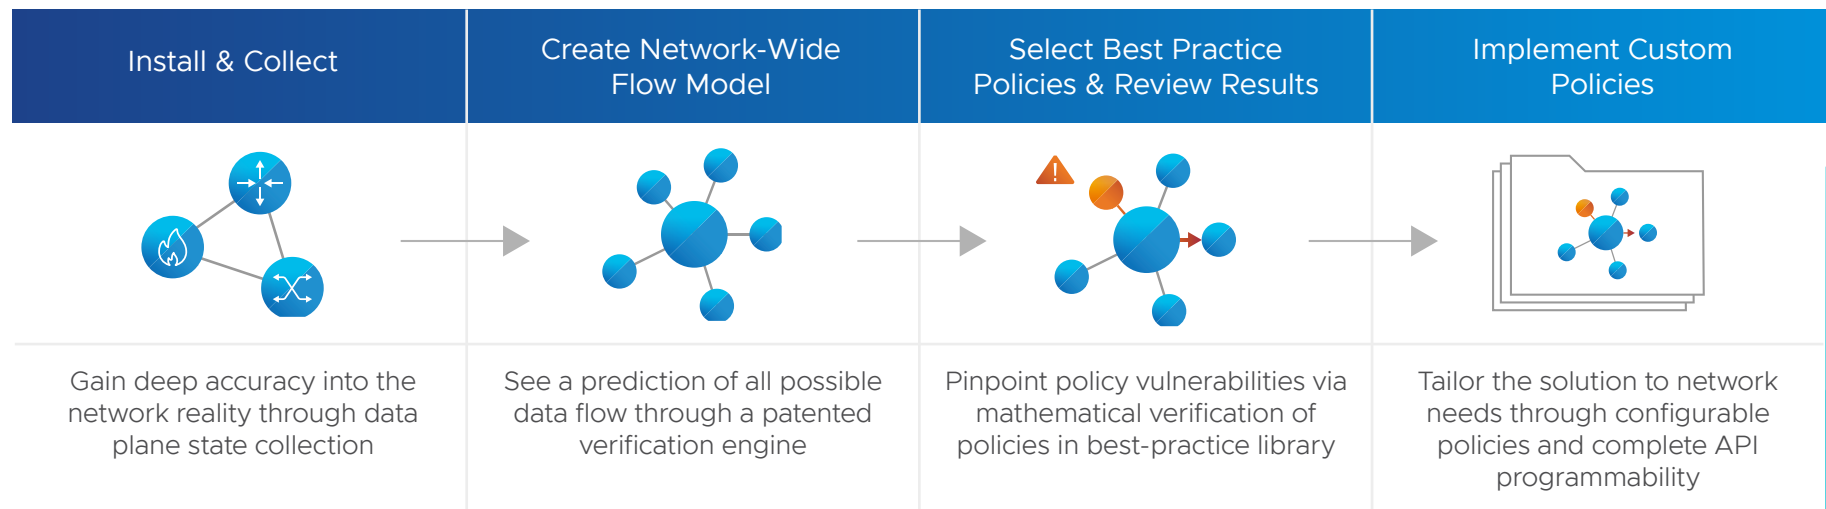 Install & Collect
Create Network-Wide
Flow Model
Select Best Practice
Policies & Review Results
Implement Custom
Policies
!
Gain deep accuracy into the
network reality through data
plane state collection
See a prediction of all possible
data flow through a patented
verification engine
Pinpoint policy vulnerabilities via
mathematical verification of
policies in best-practice library
Tailor the solution to network
needs through configurable
policies and complete API
programmability